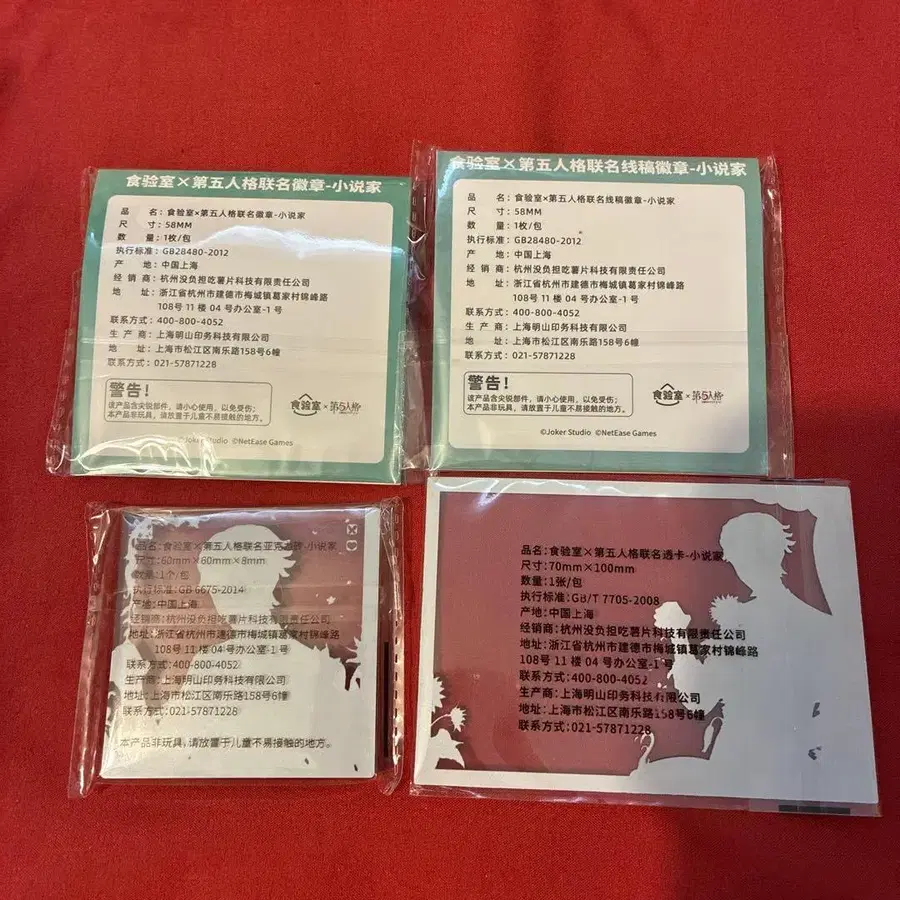 食验室×第五人格联名徽章-小说家
品 名：食验室×第五人格联名徽章-小说家
尺 寸：58MM
数 量：1枚/包
执行标准：GB28480-2012
产 地：中国上海
经 销 商：杭州没负担吃薯片科技有限责任公司
地 址：浙江省杭州市建德市梅城镇葛家村锦峰路
108号 11 楼 04 号办公室-1 号
联系方式：400-800-4052
生 产 商：上海明山印务科技有限公司
地 址：上海市松江区南乐路158号6幢
联系方式：021-57871228
警告！
该产品含尖锐部件，请小心使用，以免受伤；
本产品非玩具，请放置于儿童不易接触的地方。
食验室 × 第5人格
©Joker Studio ©NetEase Games
食验室×第五人格联名线稿徽章-小说家
品 名：食验室×第五人格联名线稿徽章-小说家
尺 寸：58MM
数 量：1枚/包
执行标准：GB28480-2012
产 地：中国上海
经 销 商：杭州没负担吃薯片科技有限责任公司
地 址：浙江省杭州市建德市梅城镇葛家村锦峰路
108号 11 楼 04 号办公室-1 号
联系方式：400-800-4052
生 产 商：上海明山印务科技有限公司
地 址：上海市松江区南乐路158号6幢
联系方式：021-57871228
警告！
该产品含尖锐部件，请小心使用，以免受伤；
本产品非玩具，请放置于儿童不易接触的地方。
食验室 × 第5人格
©Joker Studio ©NetEase Games
品名：食验室×第五人格联名亚克力砖-小说家
尺寸：60mm×60mm×8mm
数量：1个/包
执行标准：GB 6675-2014
产地：中国上海
经销商：杭州没负担吃薯片科技有限责任公司
地址：浙江省杭州市建德市梅城镇葛家村锦峰路
108号 11 楼 04 号办公室-1 号
联系方式：400-800-4052
生产商：上海明山印务科技有限公司
地址：上海市松江区南乐路158号6幢
联系方式：021-57871228
本产品非玩具，请放置于儿童不易接触的地方。
品名：食验室×第五人格联名透卡-小说家
尺寸：70mm×100mm
数量：1张/包
执行标准：GB/T 7705-2008
产地：中国上海
经销商：杭州没负担吃薯片科技有限责任公司
地址：浙江省杭州市建德市梅城镇葛家村锦峰路
108号 11 楼 04 号办公室-1 号
联系方式：400-800-4052
生产商：上海明山印务科技有限公司
地址：上海市松江区南乐路158号6幢
联系方式：021-57871228